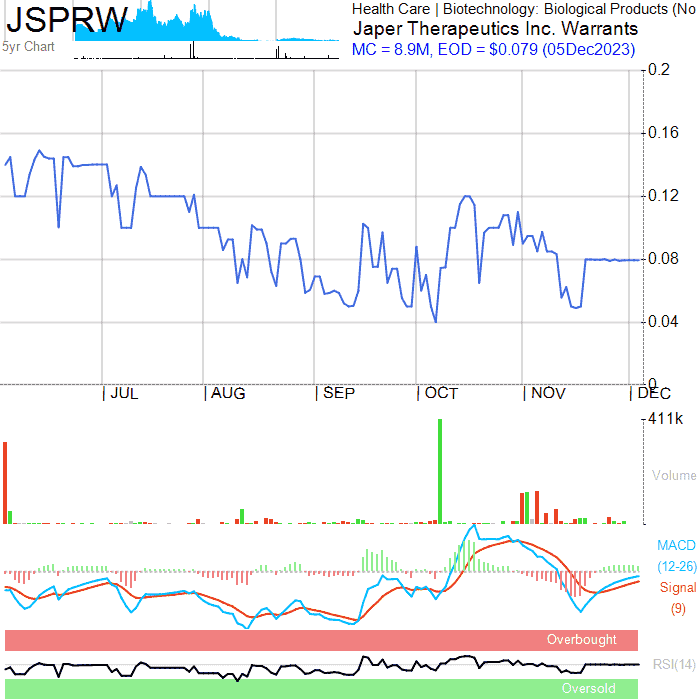 JSPRW
5yr Chart
Health Care | Biotechnology: Biological Products (No
Japer Therapeutics Inc. Warrants
MC = 8.9M, EOD = $0.079 (05Dec2023)
0.2
0.16
0.12
0.08
0.04
0
|JUL |AUG |SEP |OCT |NOV |DEC
411k
Volume
MACD
(12-26)
Signal
(9)
Overbought
RSI(14)
Oversold